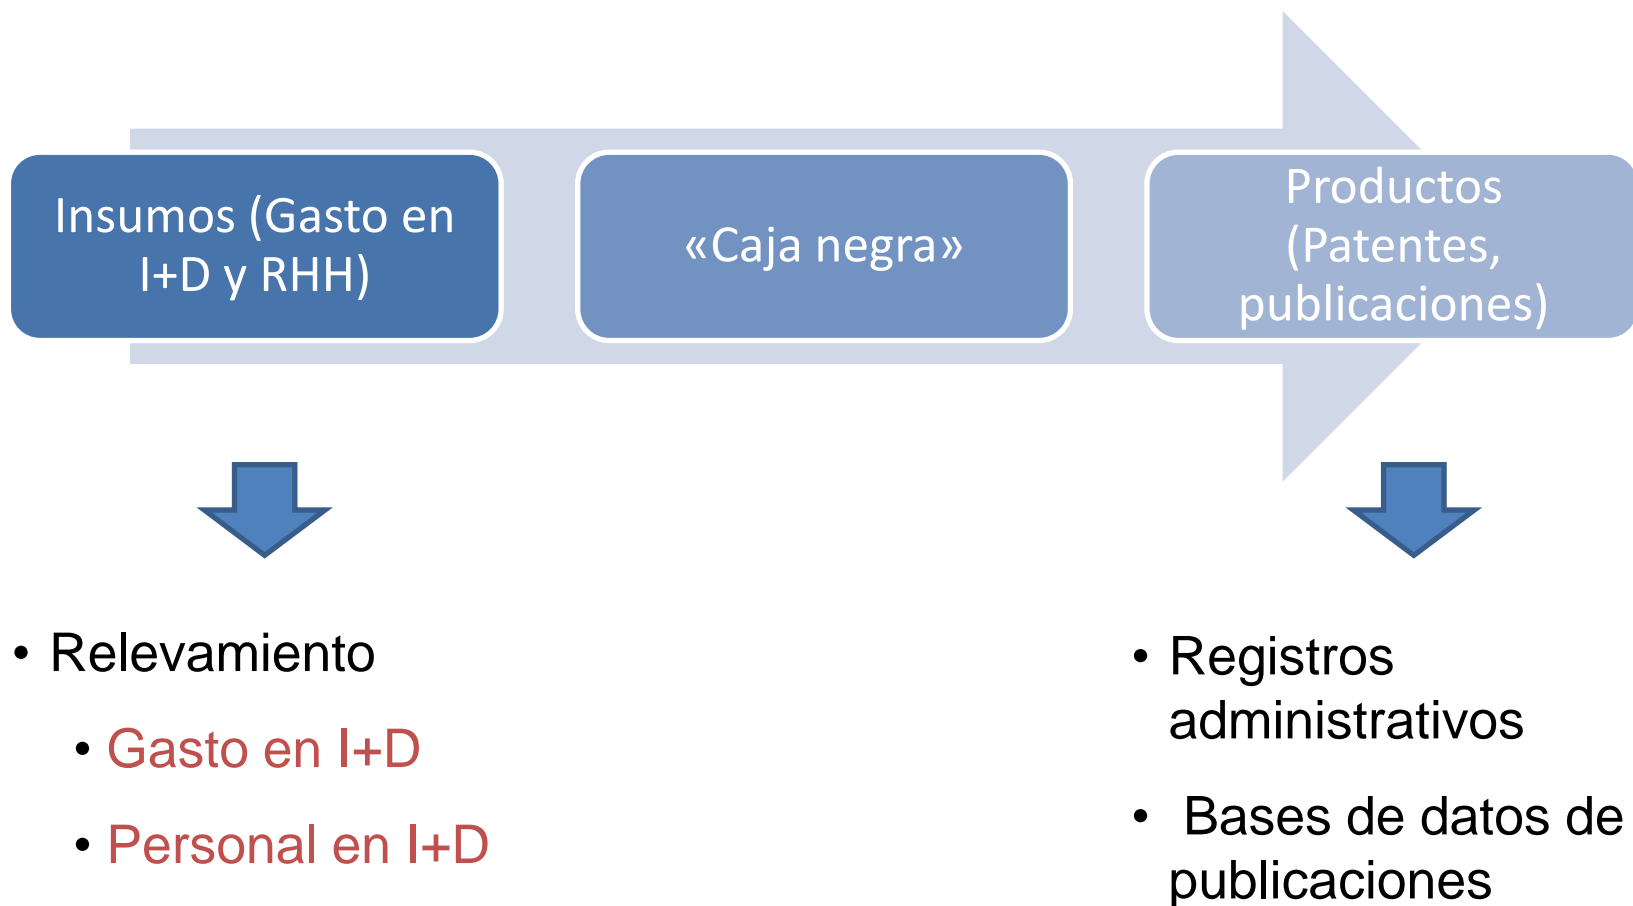 Insumos (Gasto en
I+D y RHH)
«Caja negra»
Productos
(Patentes,
publicaciones)
• Relevamiento
• Gasto en I+D
• Personal en I+D
• Registros
administrativos
• Bases de datos de
publicaciones